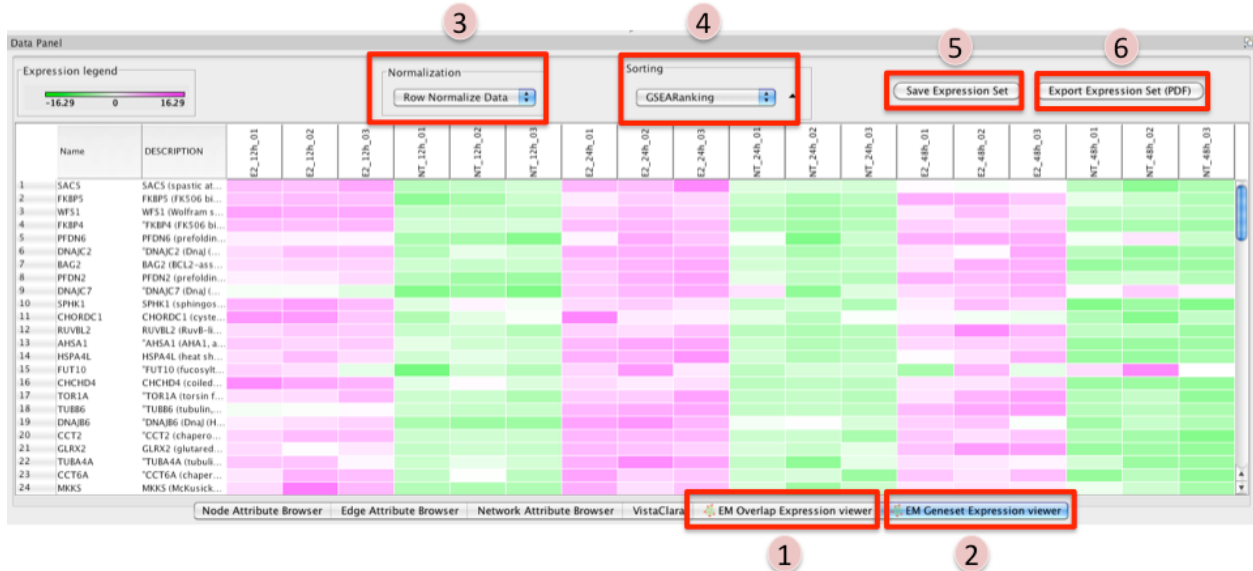 3 4 5 6
Data Panel
Expression legend Normalization Sorting
-16.29 0 16.29 Row Normalize Data GSEARanking Save Expression Set Export Expression Set (PDF)
Name DESCRIPTION E2_12h_01 E2_12h_02 E2_12h_03 NT_12h_01 NT_12h_02 NT_12h_03 E2_24h_01 E2_24h_02 E2_24h_03 NT_24h_01 NT_24h_02 NT_24h_03 E2_48h_01 E2_48h_02 E2_48h_03 NT_48h_01 NT_48h_02 NT_48h_03
1 SACS SACS (spastic at...
2 FKBP5 FKBP5 (FK506 bi...
3 WFS1 WFS1 (Wolfram s...
4 FKBP4 "FKBP4 (FK506 bi...
5 PFDN6 PFDN6 (prefoldin...
6 DNAJC2 "DNAJC2 (DnaJ (...
7 BAG2 BAG2 (BCL2-ass...
8 PFDN2 PFDN2 (prefoldin...
9 DNAJC7 "DNAJC7 (DnaJ (...
10 SPHK1 SPHK1 (sphingos...
11 CHORDC1 CHORDC1 (cyste...
12 RUVBL2 RUVBL2 (RuvB-li...
13 AHSA1 "AHSA1 (AHA1, a...
14 HSPA4L HSPA4L (heat sh...
15 FUT10 "FUT10 (fucosylt...
16 CHCHD4 CHCHD4 (coiled...
17 TOR1A "TOR1A (torsin f...
18 TUBB6 "TUBB6 (tubulin,...
19 DNAJB6 "DNAJB6 (DnaJ (H...
20 CCT2 "CCT2 (chapero...
21 GLRX2 GLRX2 (glutared...
22 TUBA4A "TUBA4A (tubuli...
23 CCT6A "CCT6A (chaper...
24 MKKS MKKS (McKusick...
Node Attribute Browser Edge Attribute Browser Network Attribute Browser VistaClara EM Overlap Expression viewer EM Geneset Expression viewer
1 2